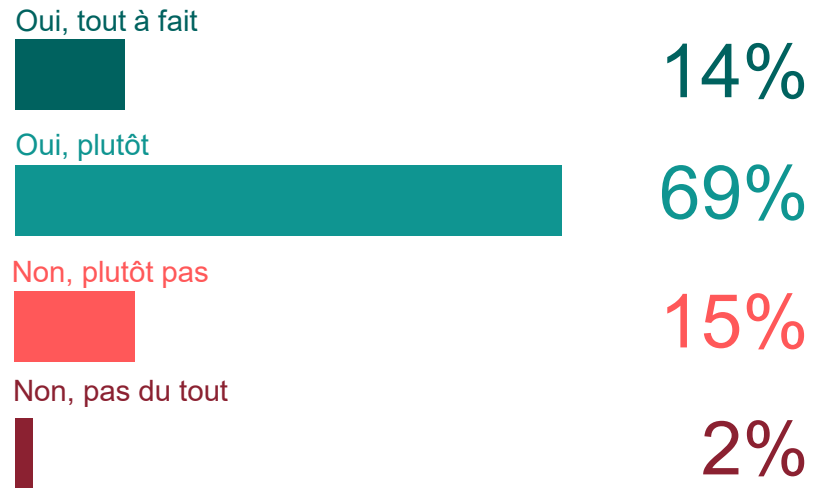 Oui, tout à fait
14%
Oui, plutôt
69%
Non, plutôt pas
15%
Non, pas du tout
2%